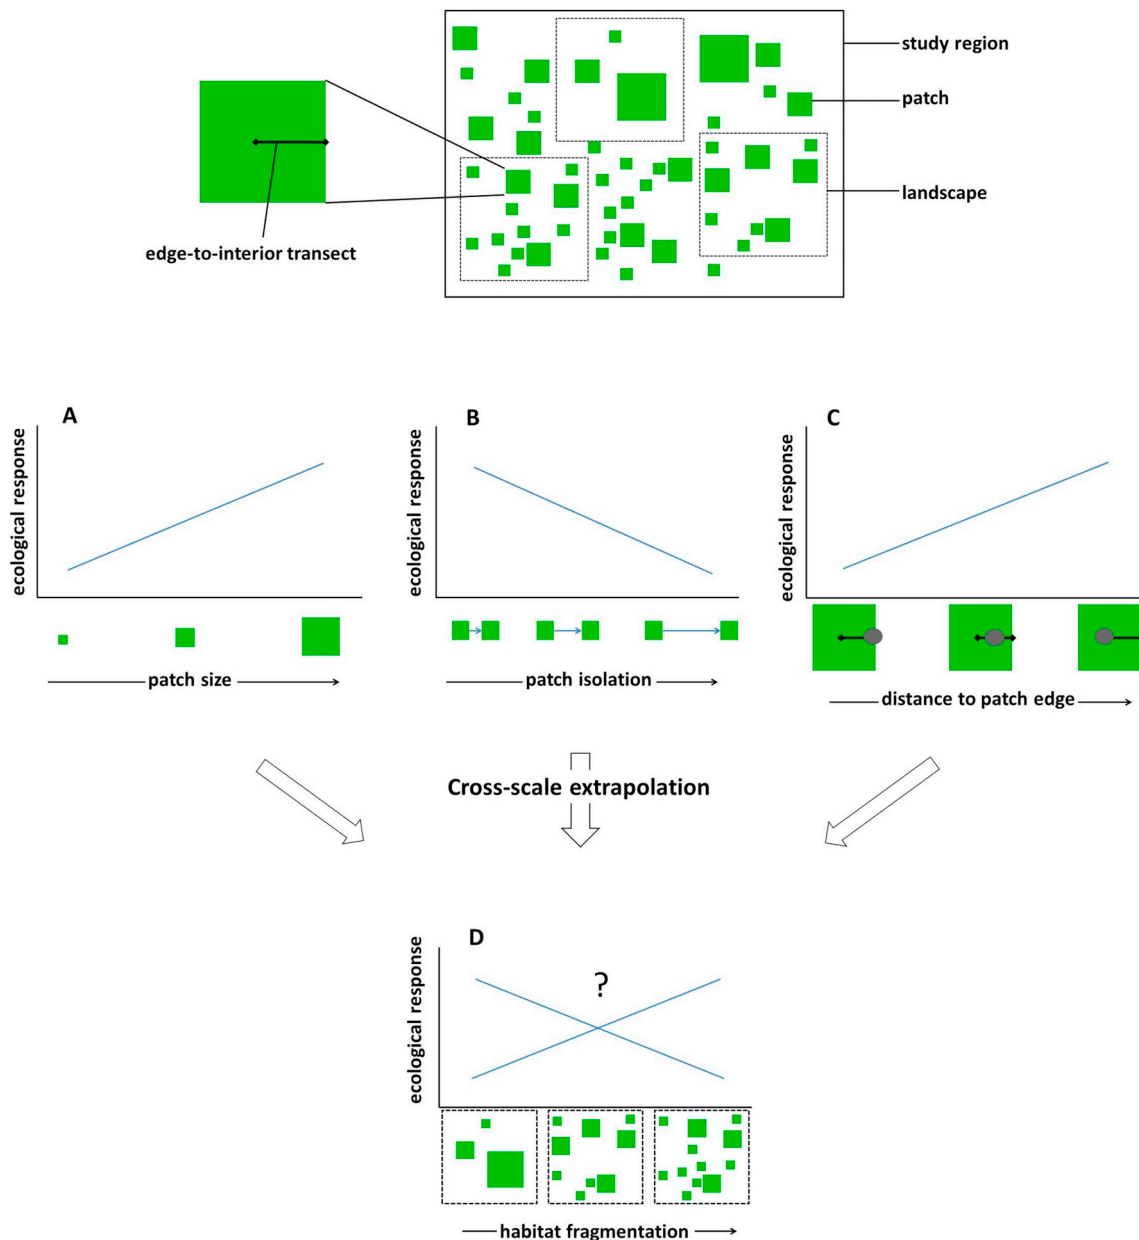 study region
patch
landscape
edge-to-interior transect
A
ecological response
patch size
B
ecological response
patch isolation
C
ecological response
distance to patch edge
Cross-scale extrapolation
D
ecological response
?
habitat fragmentation